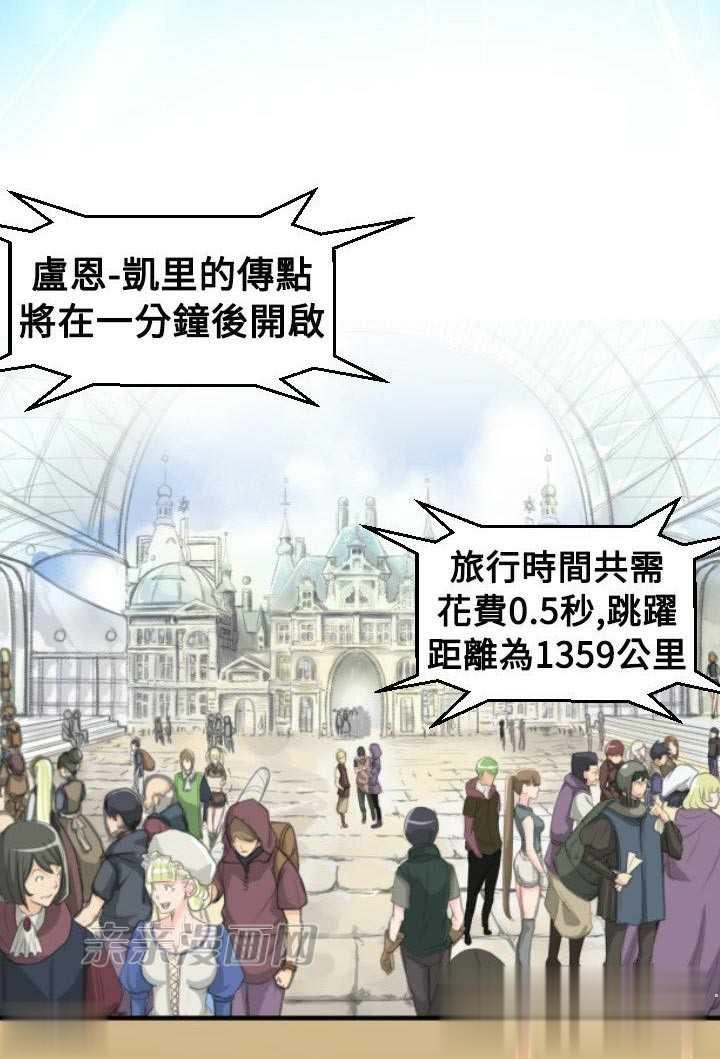 盧恩-凱里的傳點
將在一分鐘後開啟
旅行時間共需
花費0.5秒,跳躍
距離為1359公里
亲亲漫画网